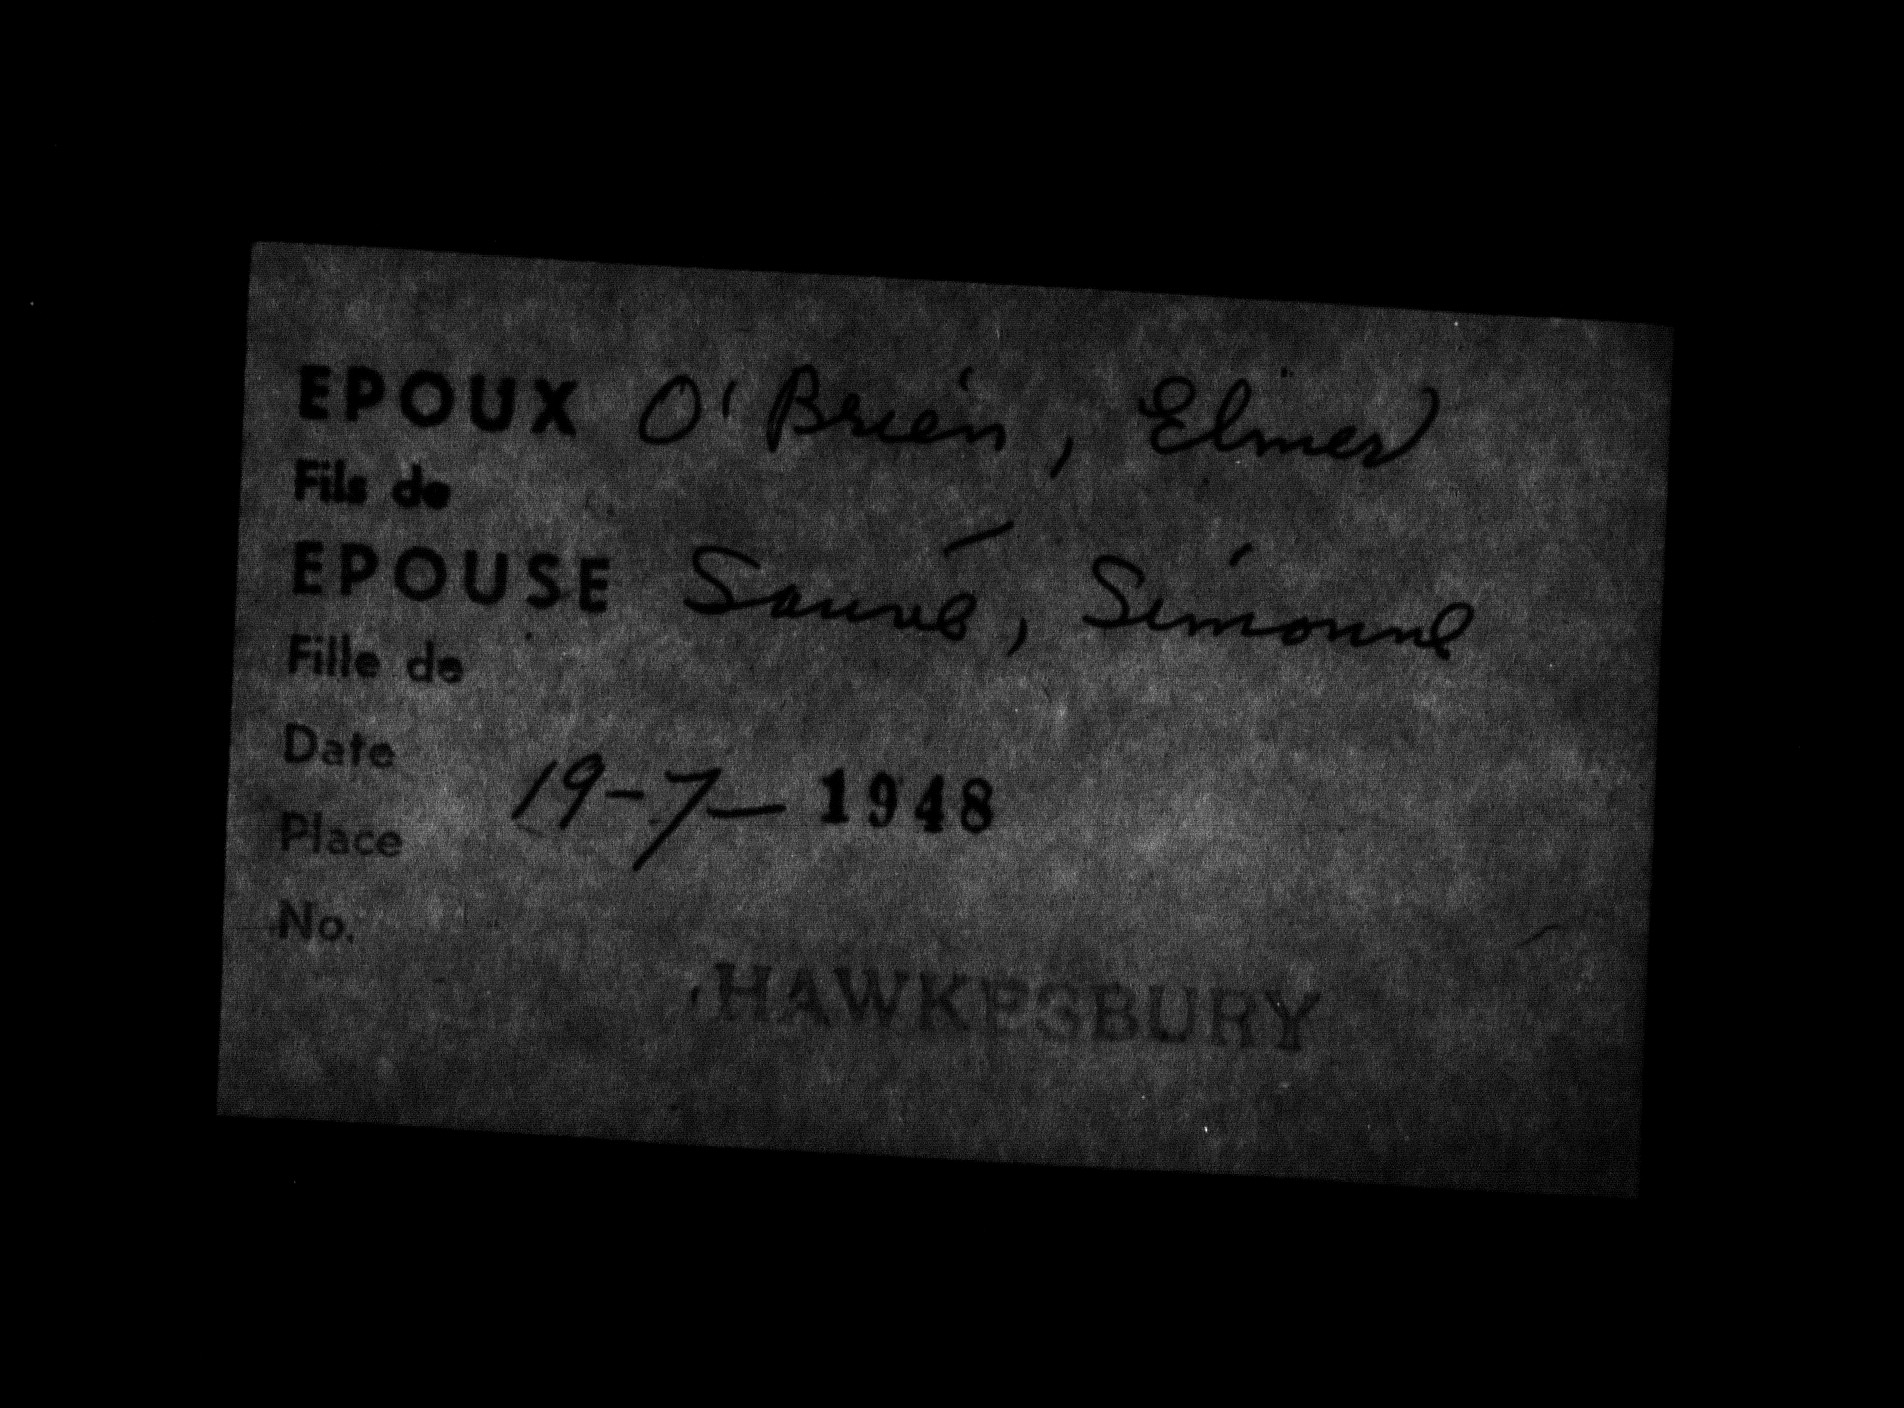 EPOUX O'Brien, Elmer
Fils de
EPOUSE Sauvé, Simonne
Fille de
Date 19-7-1948
Place
No.
HAWKESBURY